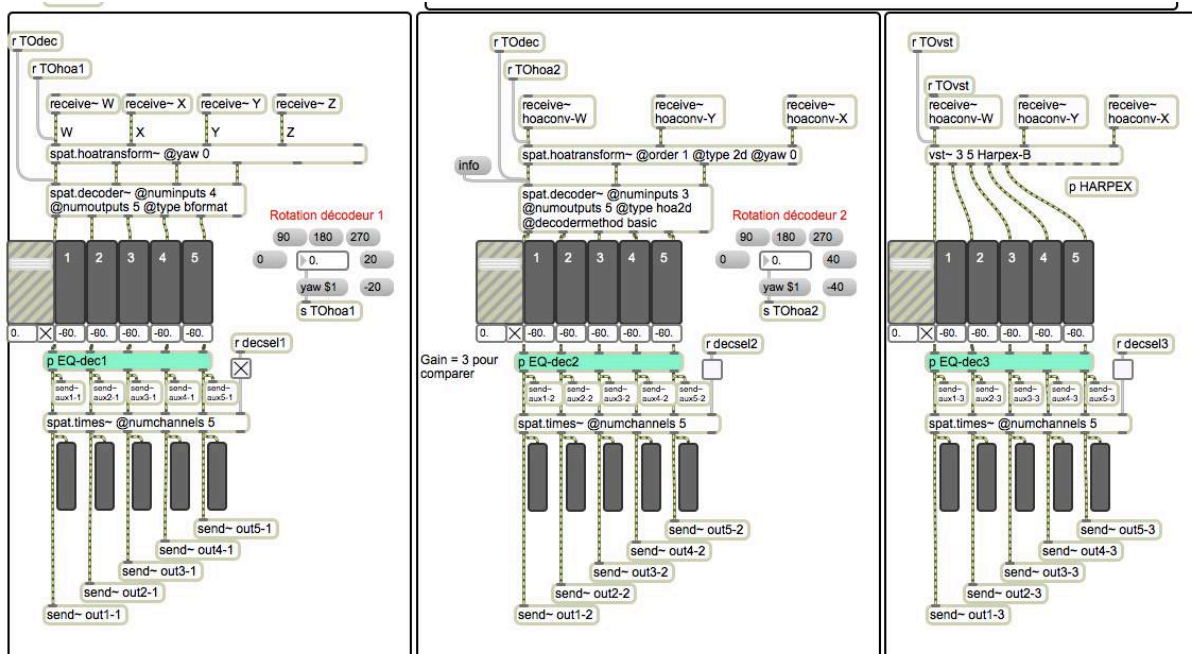 r TOdec
r TOhoa1
receive~ W receive~ X receive~ Y receive~ Z
W X Y Z
spat.hoatransform~ @yaw 0
spat.decoder~ @numinputs 4
@numoutputs 5 @type bformat
Rotation décodeur 1
90 180 270
0 0. 20
yaw $1 -20
s TOhoa1
1 2 3 4 5
0. -60. -60. -60. -60. -60.
r decsel1
p EQ-dec1
send~ send~ send~ send~ send~
aux1-1 aux2-1 aux3-1 aux4-1 aux5-1
spat.times~ @numchannels 5
send~ out5-1
send~ out4-1
send~ out3-1
send~ out2-1
send~ out1-1
r TOdec
r TOhoa2
receive~ receive~ receive~
hoaconv-W hoaconv-Y hoaconv-X
spat.hoatransform~ @order 1 @type 2d @yaw 0
info
spat.decoder~ @numinputs 3
@numoutputs 5 @type hoa2d
@decodermethod basic
Rotation décodeur 2
90 180 270
0 0. 40
yaw $1 -40
s TOhoa2
1 2 3 4 5
0. -60. -60. -60. -60. -60.
r decsel2
Gain = 3 pour
comparer
p EQ-dec2
send~ send~ send~ send~ send~
aux1-2 aux2-2 aux3-2 aux4-2 aux5-2
spat.times~ @numchannels 5
send~ out5-2
send~ out4-2
send~ out3-2
send~ out2-2
send~ out1-2
r TOvst
r TOvst
receive~ receive~ receive~
hoaconv-W hoaconv-Y hoaconv-X
vst~ 3 5 Harpex-B
p HARPEX
1 2 3 4 5
0. -60. -60. -60. -60. -60.
r decsel3
p EQ-dec3
send~ send~ send~ send~ send~
aux1-3 aux2-3 aux3-3 aux4-3 aux5-3
spat.times~ @numchannels 5
send~ out5-3
send~ out4-3
send~ out3-3
send~ out2-3
send~ out1-3